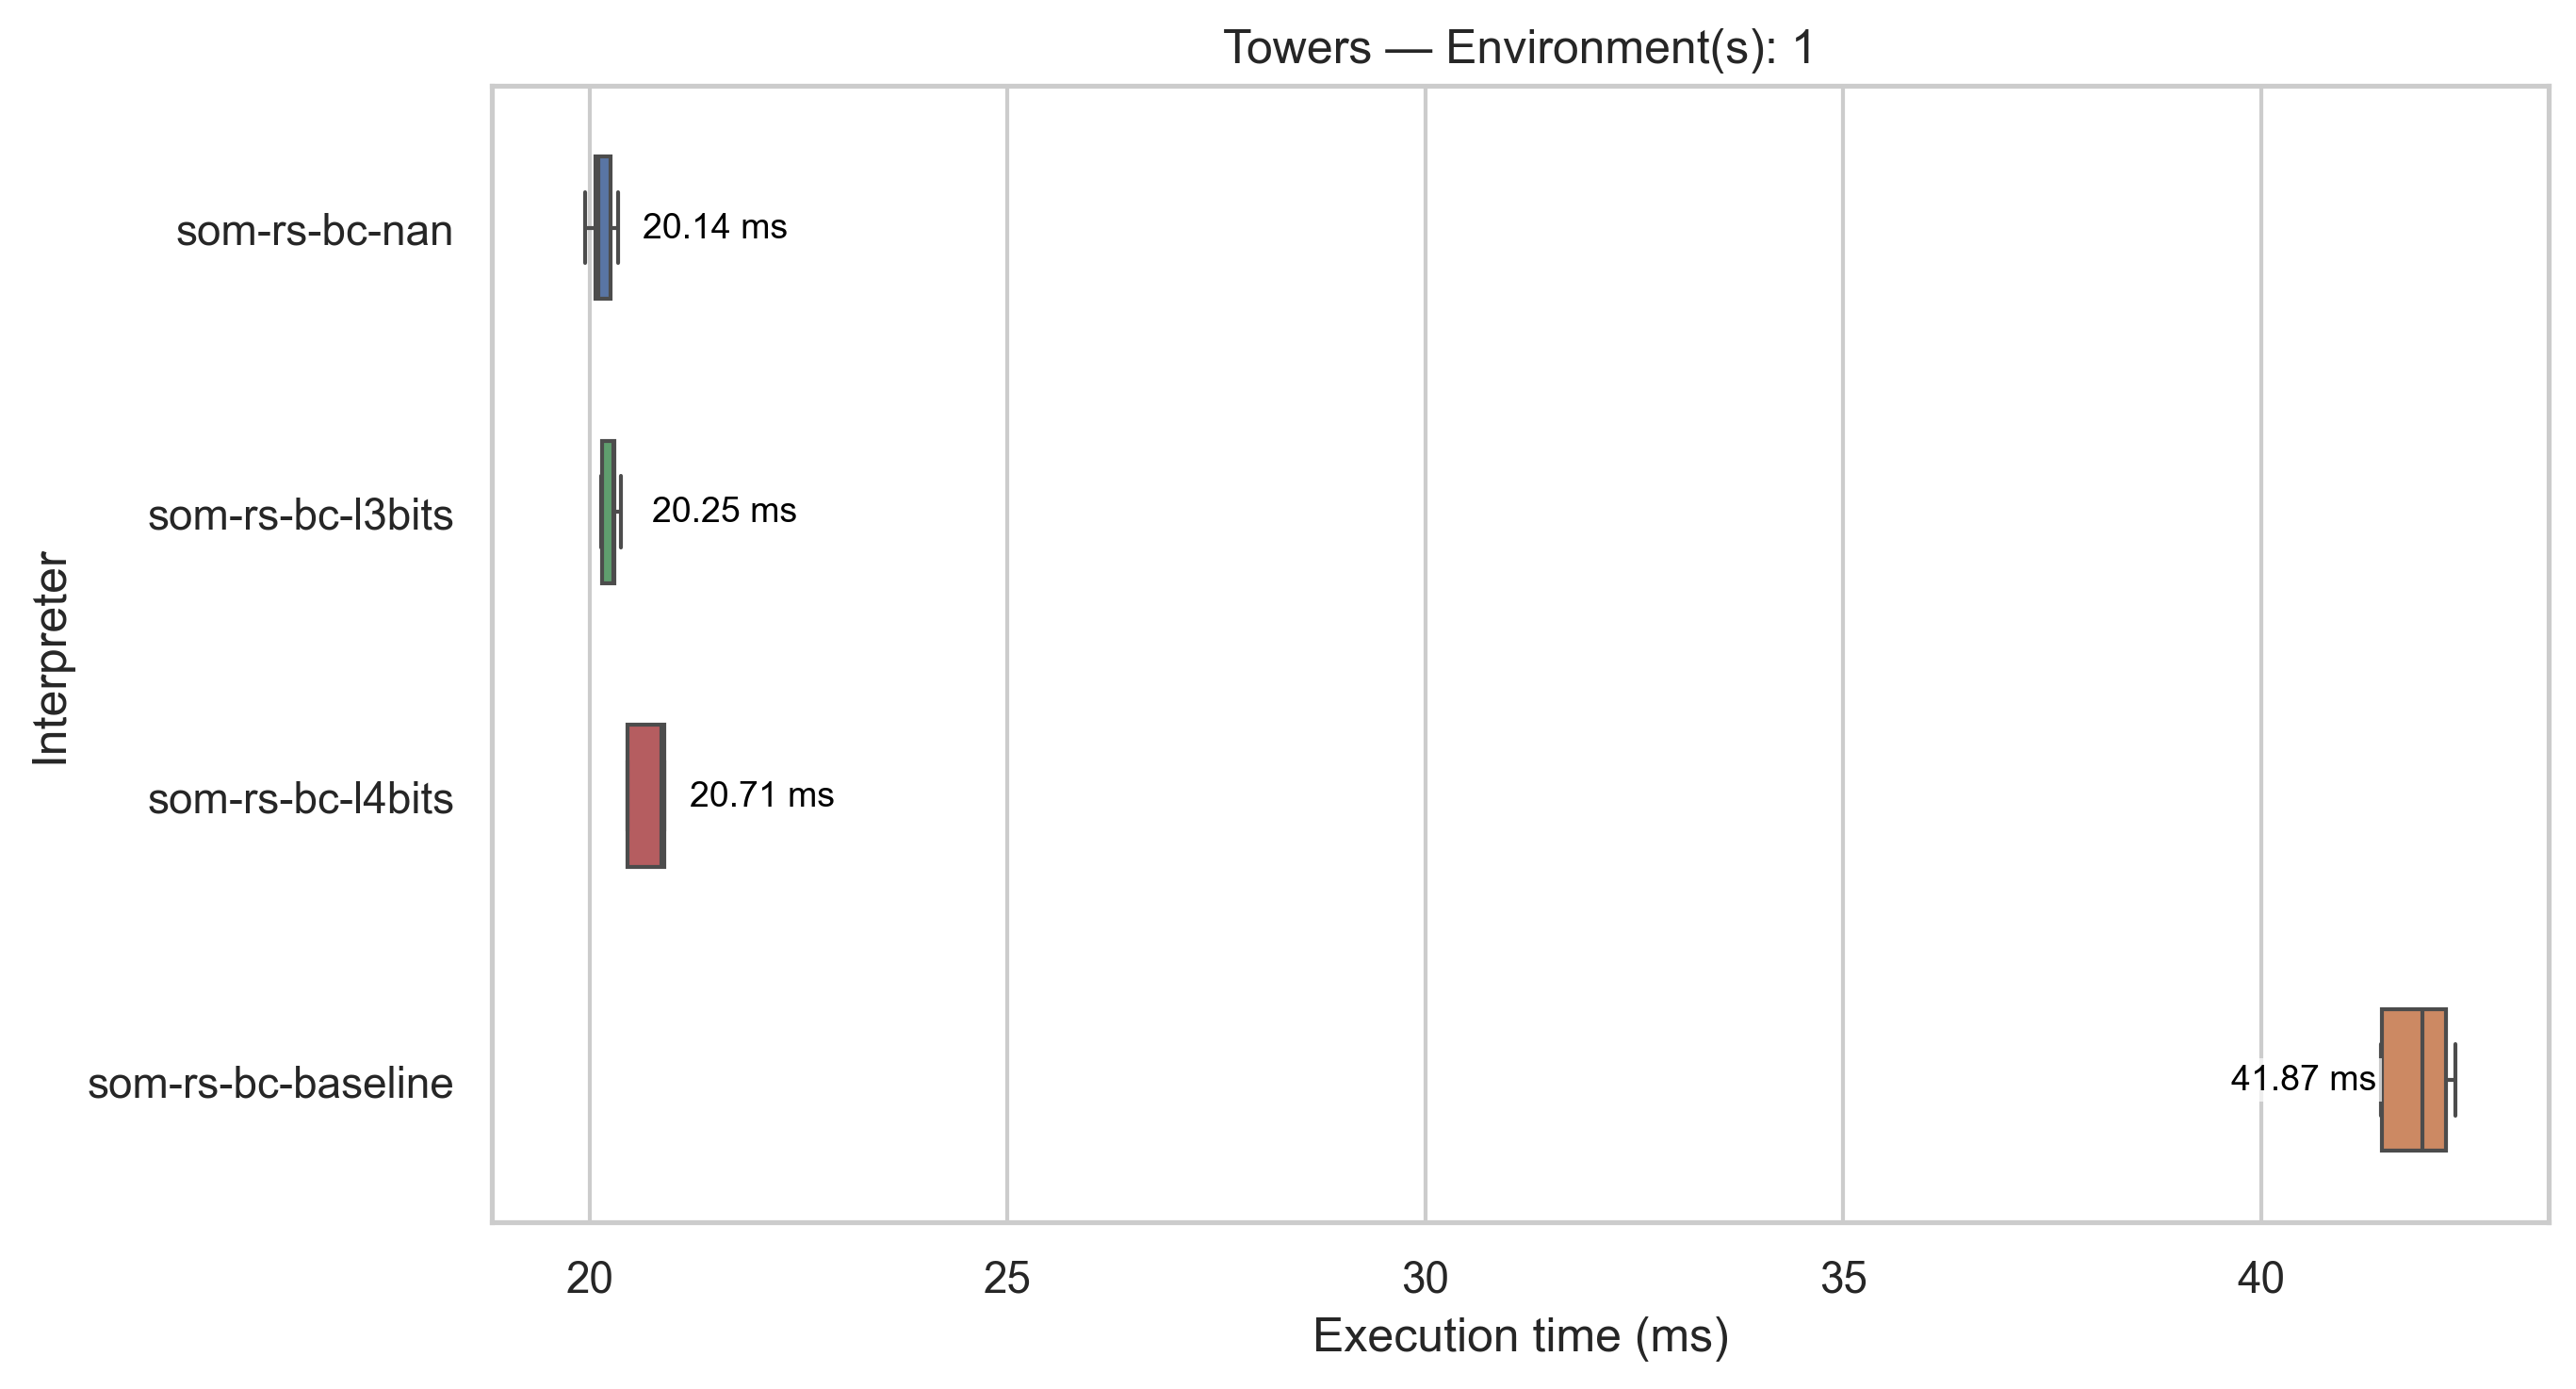 Towers — Environment(s): 1
Interpreter
som-rs-bc-nan
20.14 ms
som-rs-bc-l3bits
20.25 ms
som-rs-bc-l4bits
20.71 ms
som-rs-bc-baseline
41.87 ms
20 25 30 35 40
Execution time (ms)